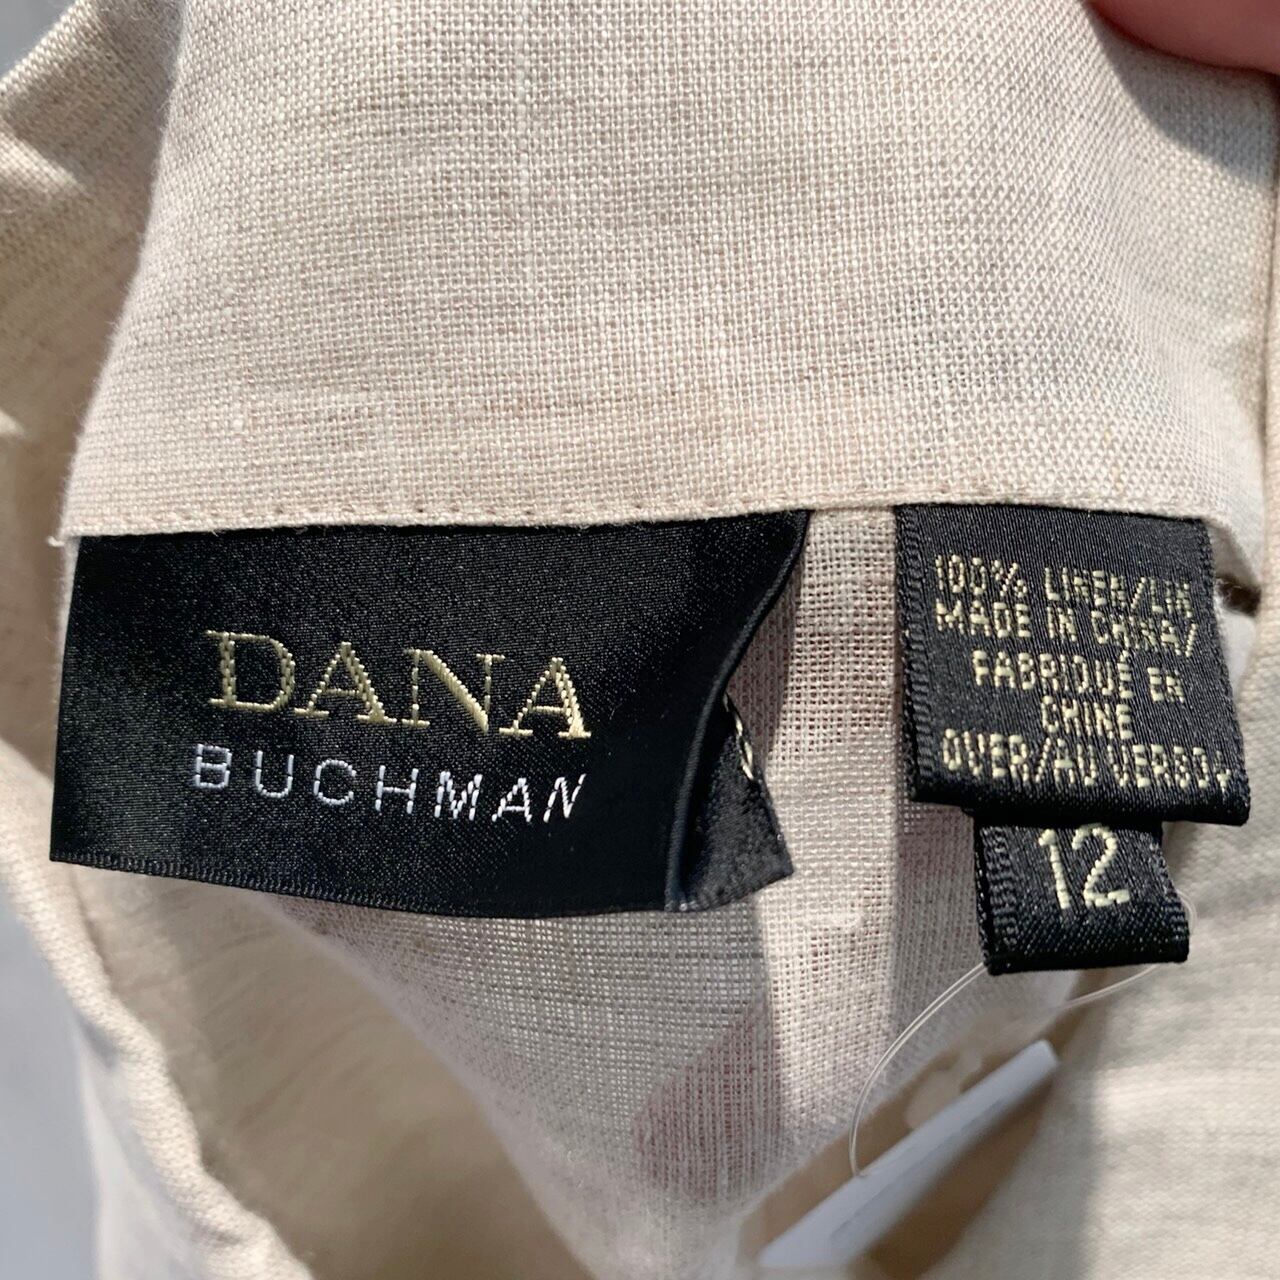 DANA
BUCHMAN
100% LINEN/LIN
MADE IN CHINA/
FABRIQUÉ EN
CHINE
OVER/AU VERSO
12